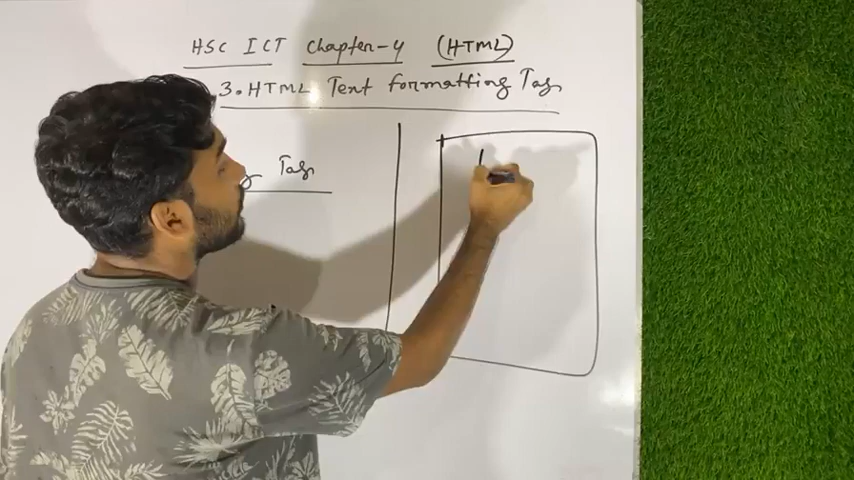 HSC ICT Chapter-4 (HTML)
3. HTML Text formatting Tag
Tag